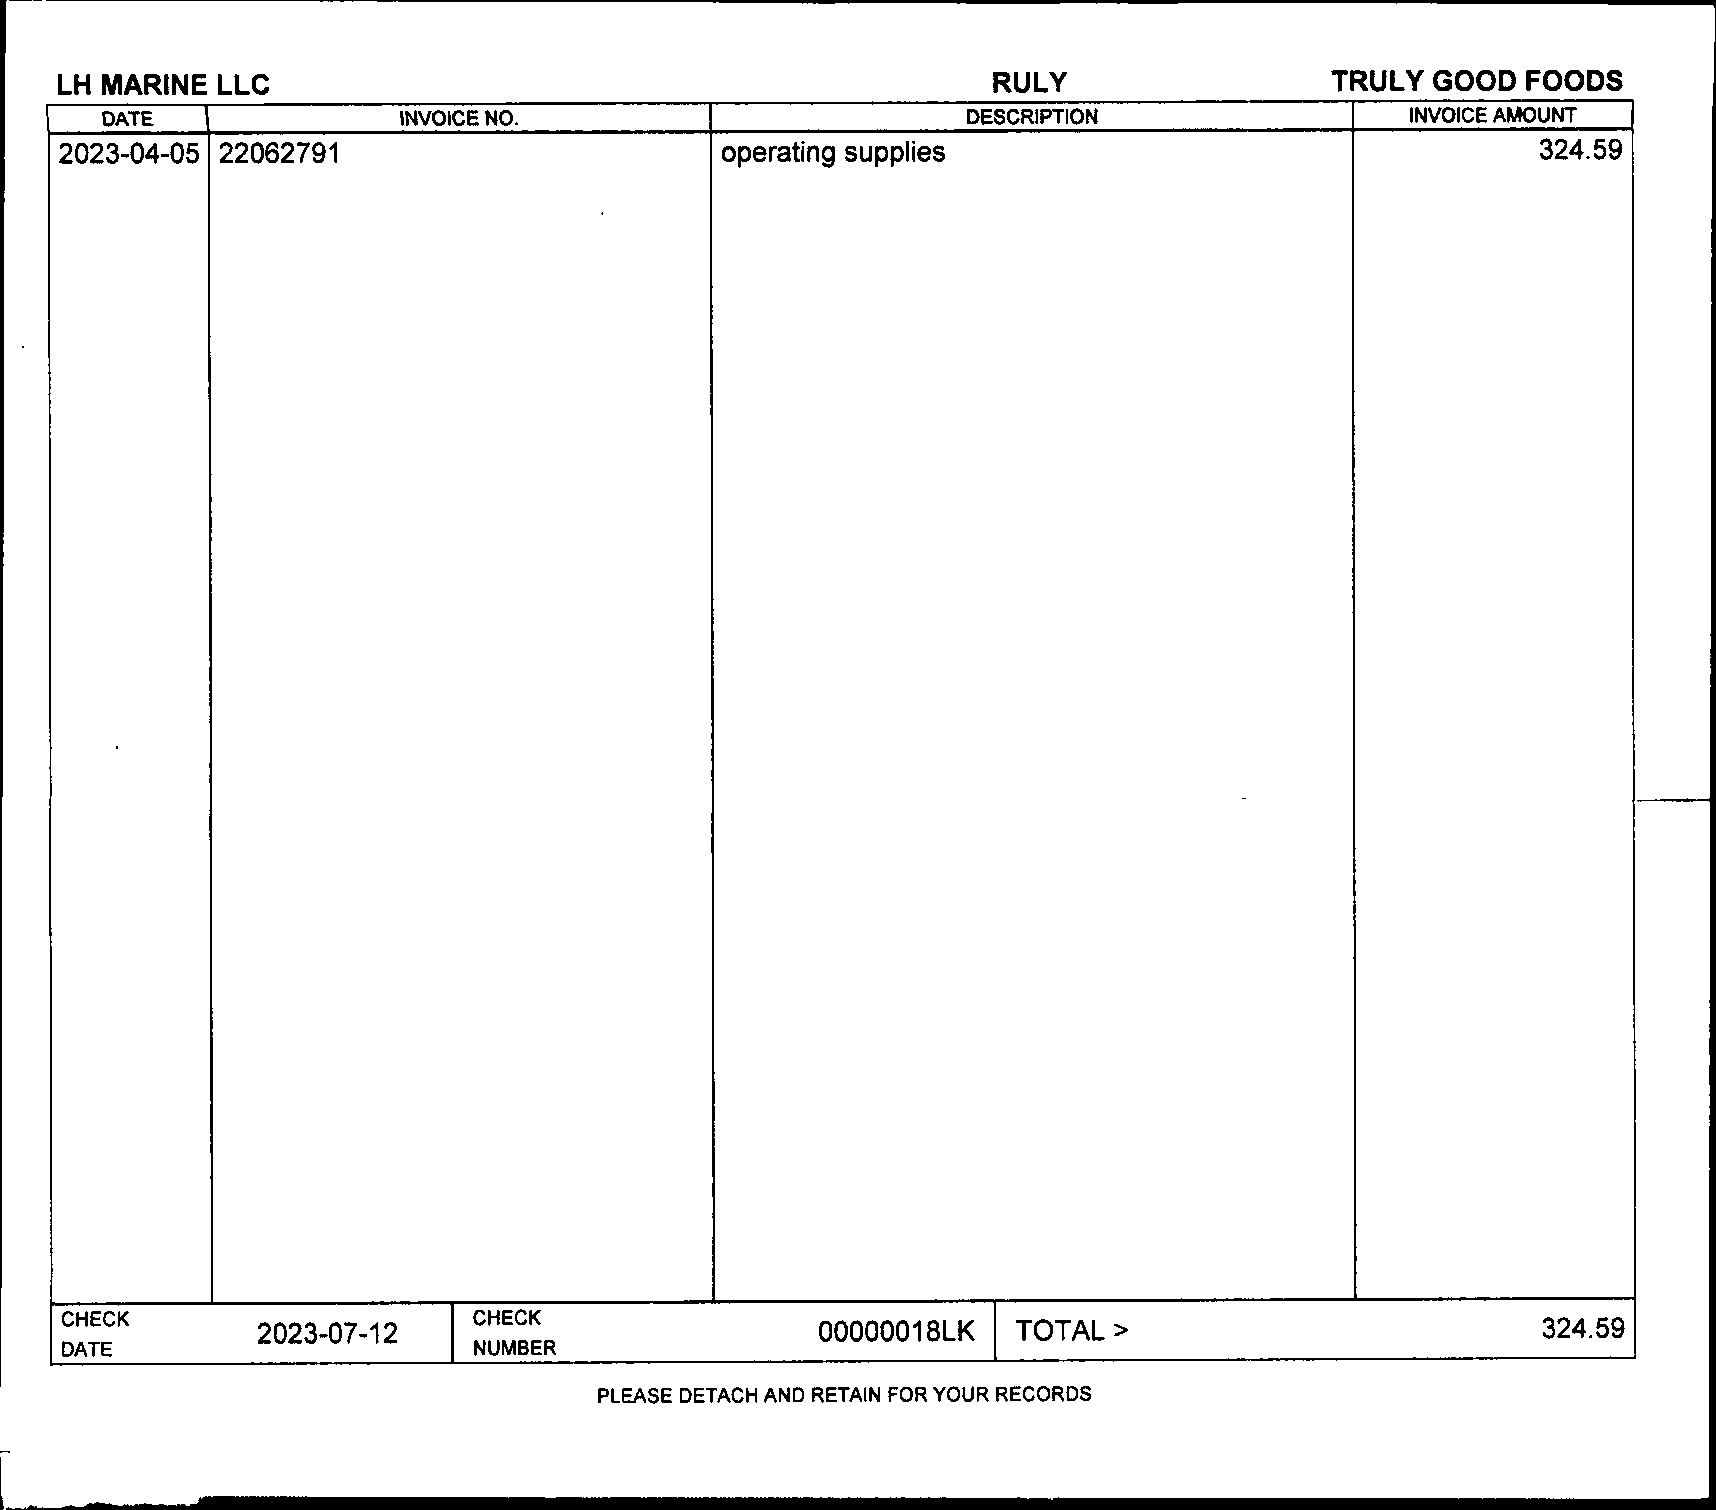 LH MARINE LLC RULY TRULY GOOD FOODS
DATE INVOICE NO. DESCRIPTION INVOICE AMOUNT
2023-04-05 22062791 operating supplies 324.59
CHECK DATE 2023-07-12 CHECK NUMBER 00000018LK TOTAL > 324.59
PLEASE DETACH AND RETAIN FOR YOUR RECORDS